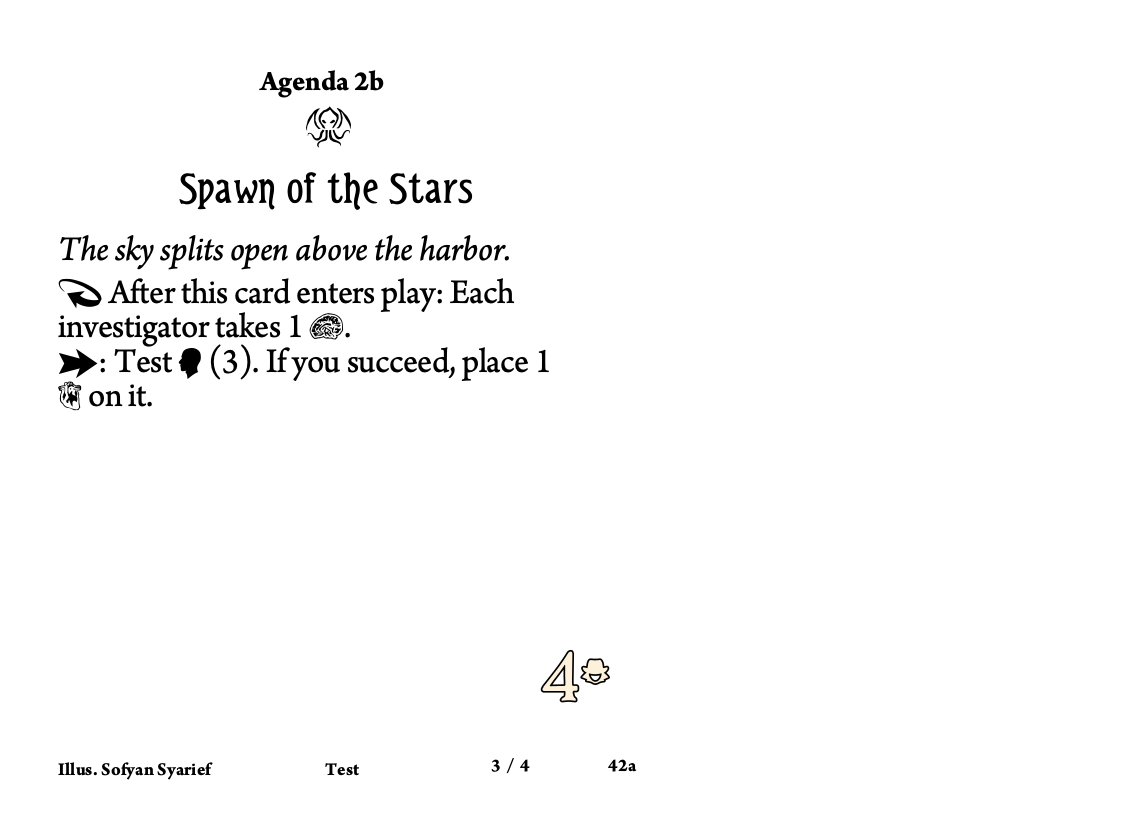 Agenda 2b
Spawn of the Stars
The sky splits open above the harbor.
After this card enters play: Each
investigator takes 1 .
: Test (3). If you succeed, place 1
on it.
4
Illus. Sofyan Syarief Test 3 / 4 42a